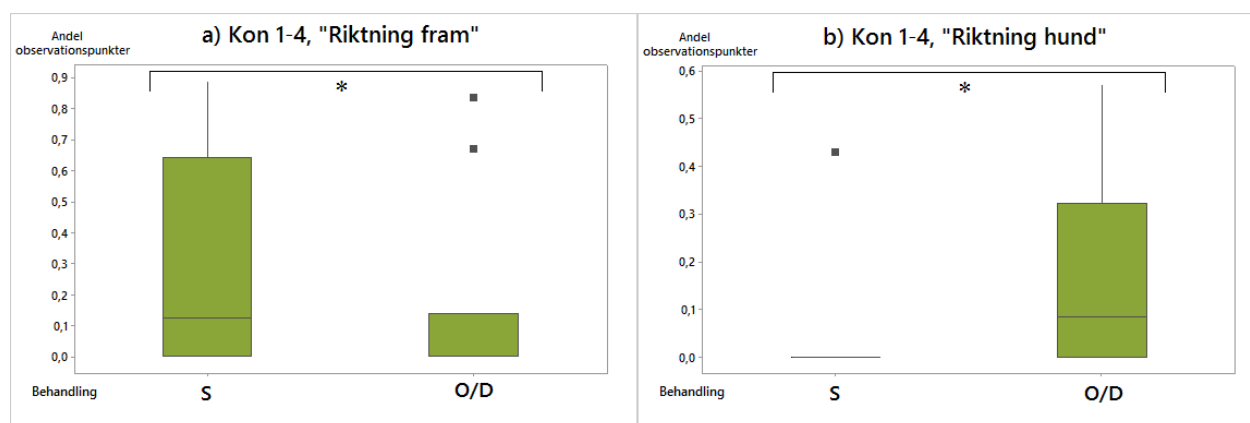 a) Kon 1-4, "Riktning fram"
Andel
observationspunkter
0,9
*
0,8
0,7
0,6
0,5
0,4
0,3
0,2
0,1
0,0
Behandling
S
O/D
b) Kon 1-4, "Riktning hund"
Andel
observationspunkter
0,6
*
0,5
0,4
0,3
0,2
0,1
0,0
Behandling
S
O/D